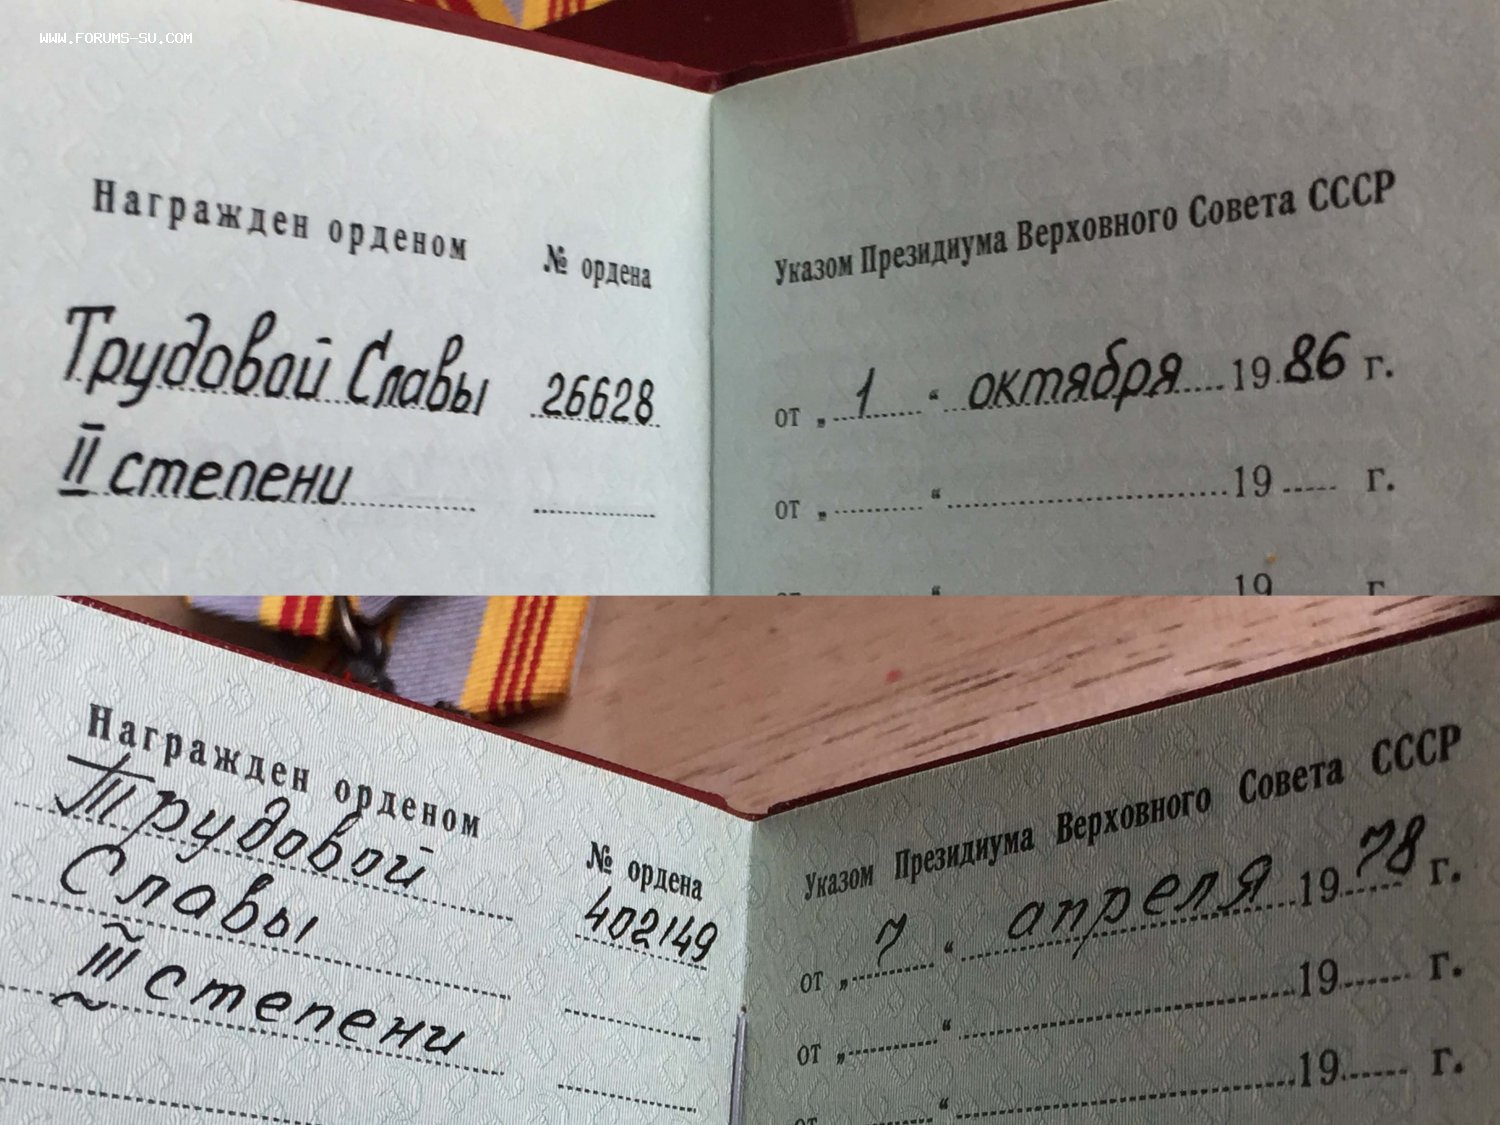 WWW.FORUMS-SU.COM
Награжден орденом № ордена
Трудовой Славы 26628
II степени
Указом Президиума Верховного Совета СССР
от „ 1 “ октября 1986 г.
от „ “ 19 г.
“ 19 г.
Награжден орденом
№ ордена
Трудовой
Славы 402149
III степени
Указом Президиума Верховного Совета СССР
от „ 7 “ апреля 1978 г.
от „ “ 19 г.
от „ “ 19 г.